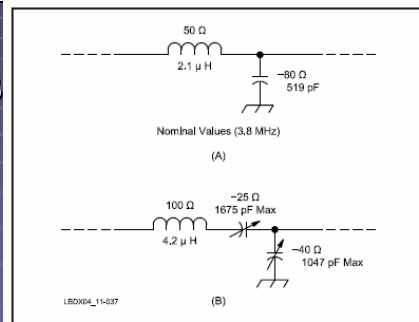 50 Ω
2.1 μ H
−80 Ω
519 pF
Nominal Values (3.8 MHz)
(A)
100 Ω
4.2 μ H
−25 Ω
1675 pF Max
−40 Ω
1047 pF Max
LBDX04_11-037
(B)